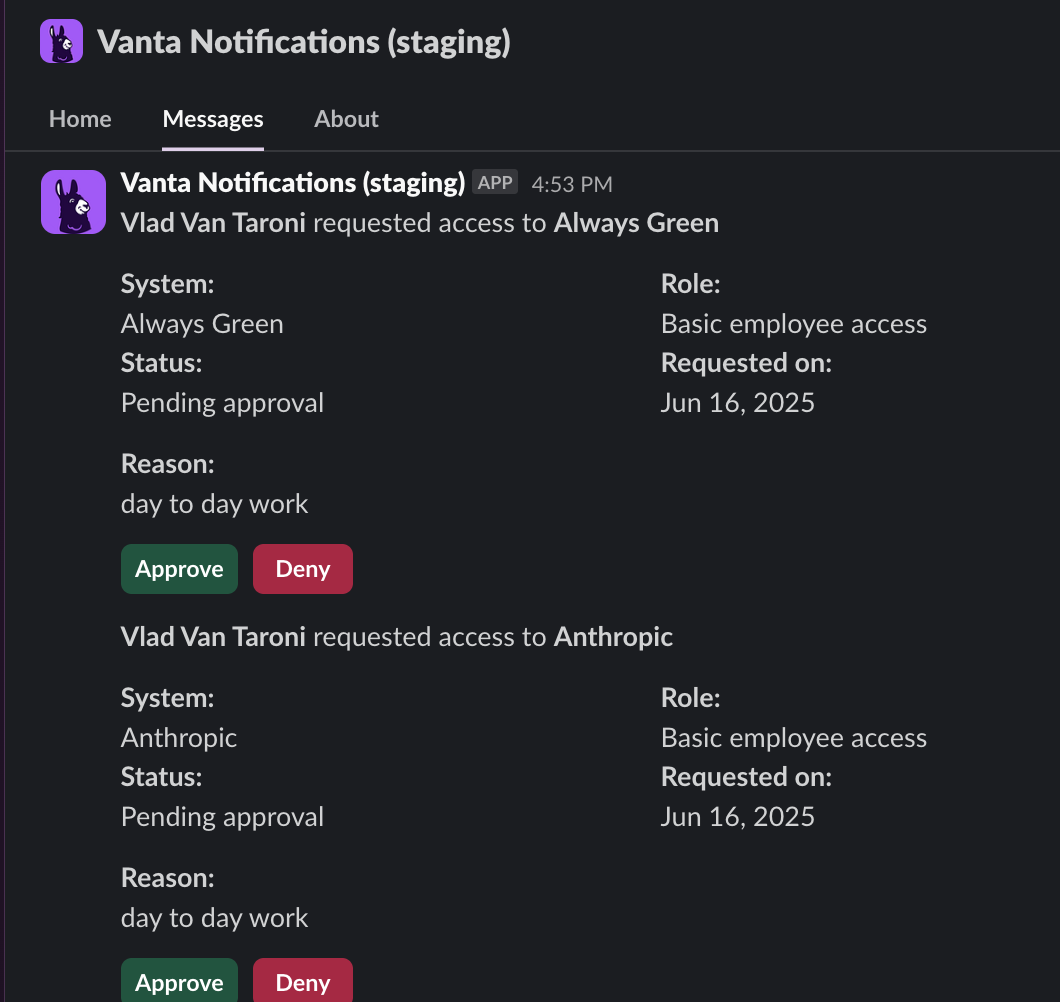 Vanta Notifications (staging)
Home Messages About
Vanta Notifications (staging) APP 4:53 PM
Vlad Van Taroni requested access to Always Green
System: Role:
Always Green Basic employee access
Status: Requested on:
Pending approval Jun 16, 2025
Reason:
day to day work
Approve Deny
Vlad Van Taroni requested access to Anthropic
System: Role:
Anthropic Basic employee access
Status: Requested on:
Pending approval Jun 16, 2025
Reason:
day to day work
Approve Deny